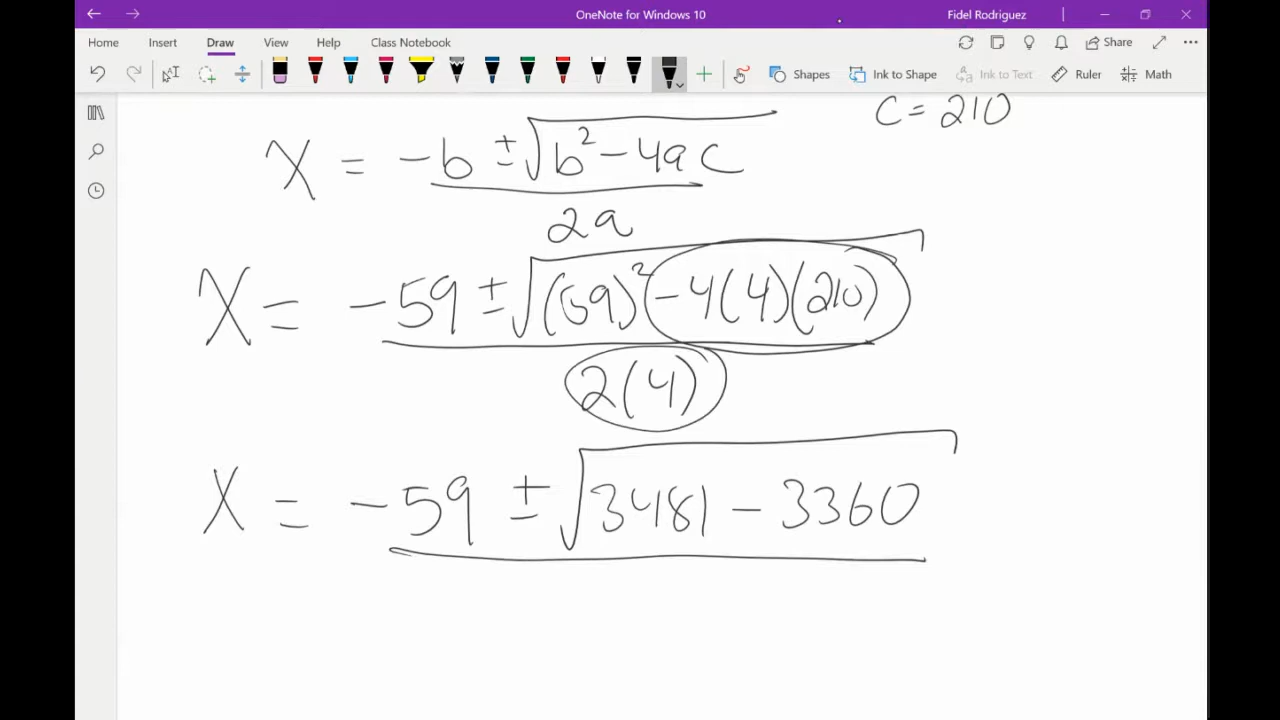 OneNote for Windows 10
Fidel Rodriguez
Home Insert Draw View Help Class Notebook
Share
Shapes Ink to Shape Ink to Text Ruler Math
C = 210
X = -b ± √b² - 4ac
2a
X = -59 ± √(59)² - 4(4)(210)
2(4)
X = -59 ± √3481 - 3360